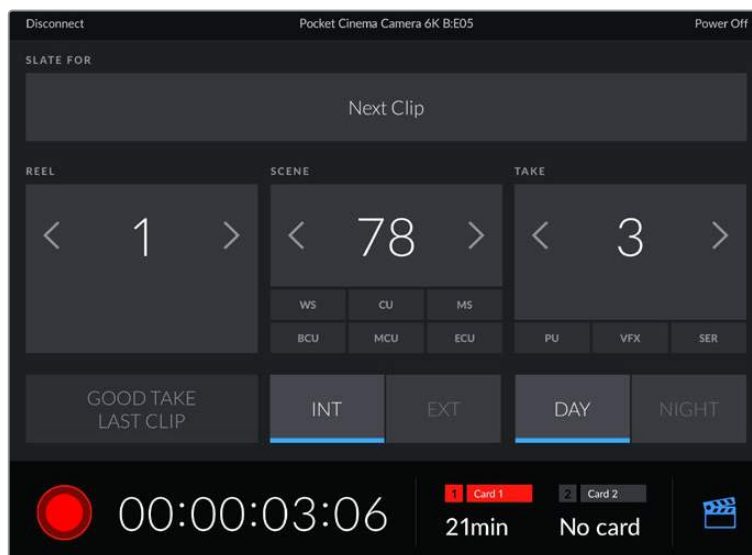 Disconnect Pocket Cinema Camera 6K B:E05 Power Off
SLATE FOR
Next Clip
REEL SCENE TAKE
< 1 > < 78 > < 3 >
WS CU MS
BCU MCU ECU PU VFX SER
GOOD TAKE
LAST CLIP
INT EXT DAY NIGHT
1 Card 1 2 Card 2
00:00:03:06 21min No card